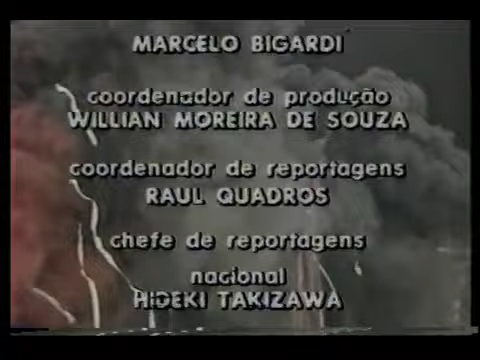 MARCELO BIGARDI
coordenador de produção
WILLIAN MOREIRA DE SOUZA
coordenador de reportagens
RAUL QUADROS
chefe de reportagens
nacional
HIDEKI TAKIZAWA